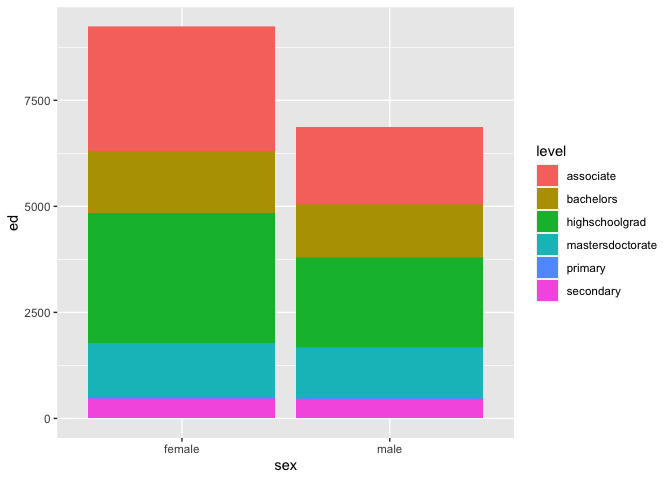 7500
5000
2500
0
ed
female
male
sex
level
associate
bachelors
highschoolgrad
mastersdoctorate
primary
secondary